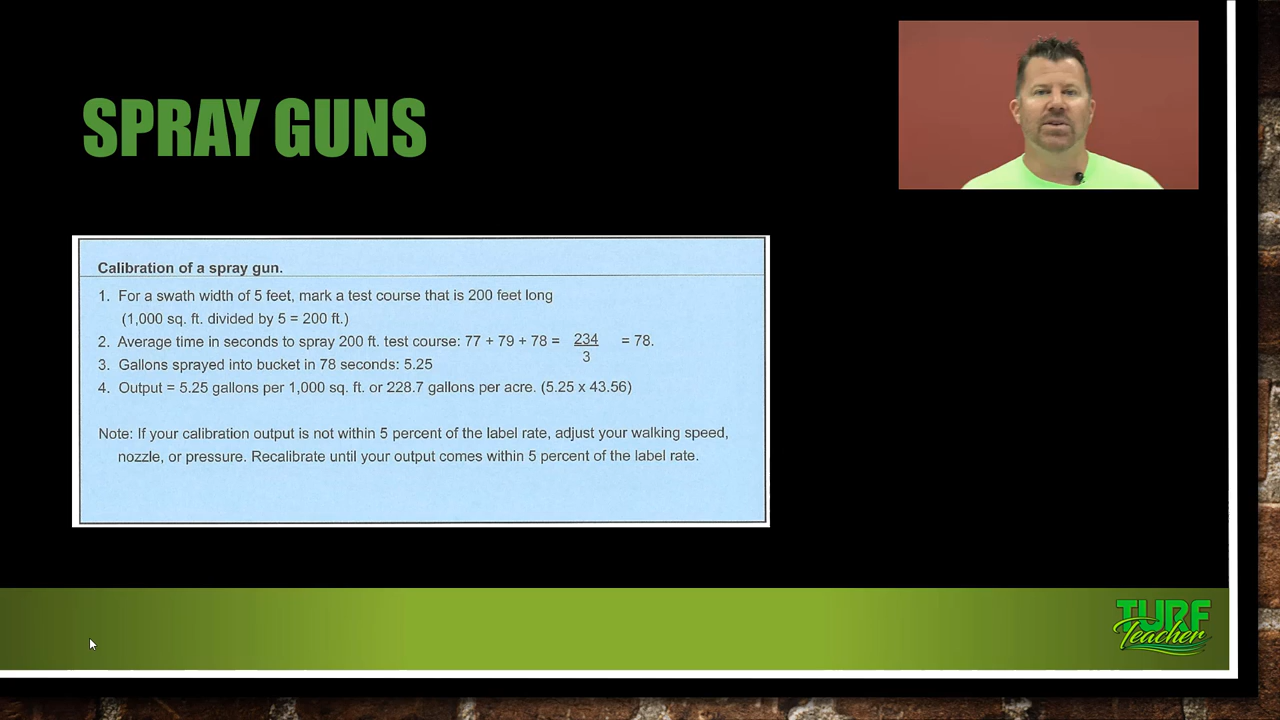 SPRAY GUNS
Calibration of a spray gun.
1. For a swath width of 5 feet, mark a test course that is 200 feet long
(1,000 sq. ft. divided by 5 = 200 ft.)
2. Average time in seconds to spray 200 ft. test course: 77 + 79 + 78 = 234/3 = 78.
3. Gallons sprayed into bucket in 78 seconds: 5.25
4. Output = 5.25 gallons per 1,000 sq. ft. or 228.7 gallons per acre. (5.25 x 43.56)
Note: If your calibration output is not within 5 percent of the label rate, adjust your walking speed,
nozzle, or pressure. Recalibrate until your output comes within 5 percent of the label rate.
TURF
Teacher